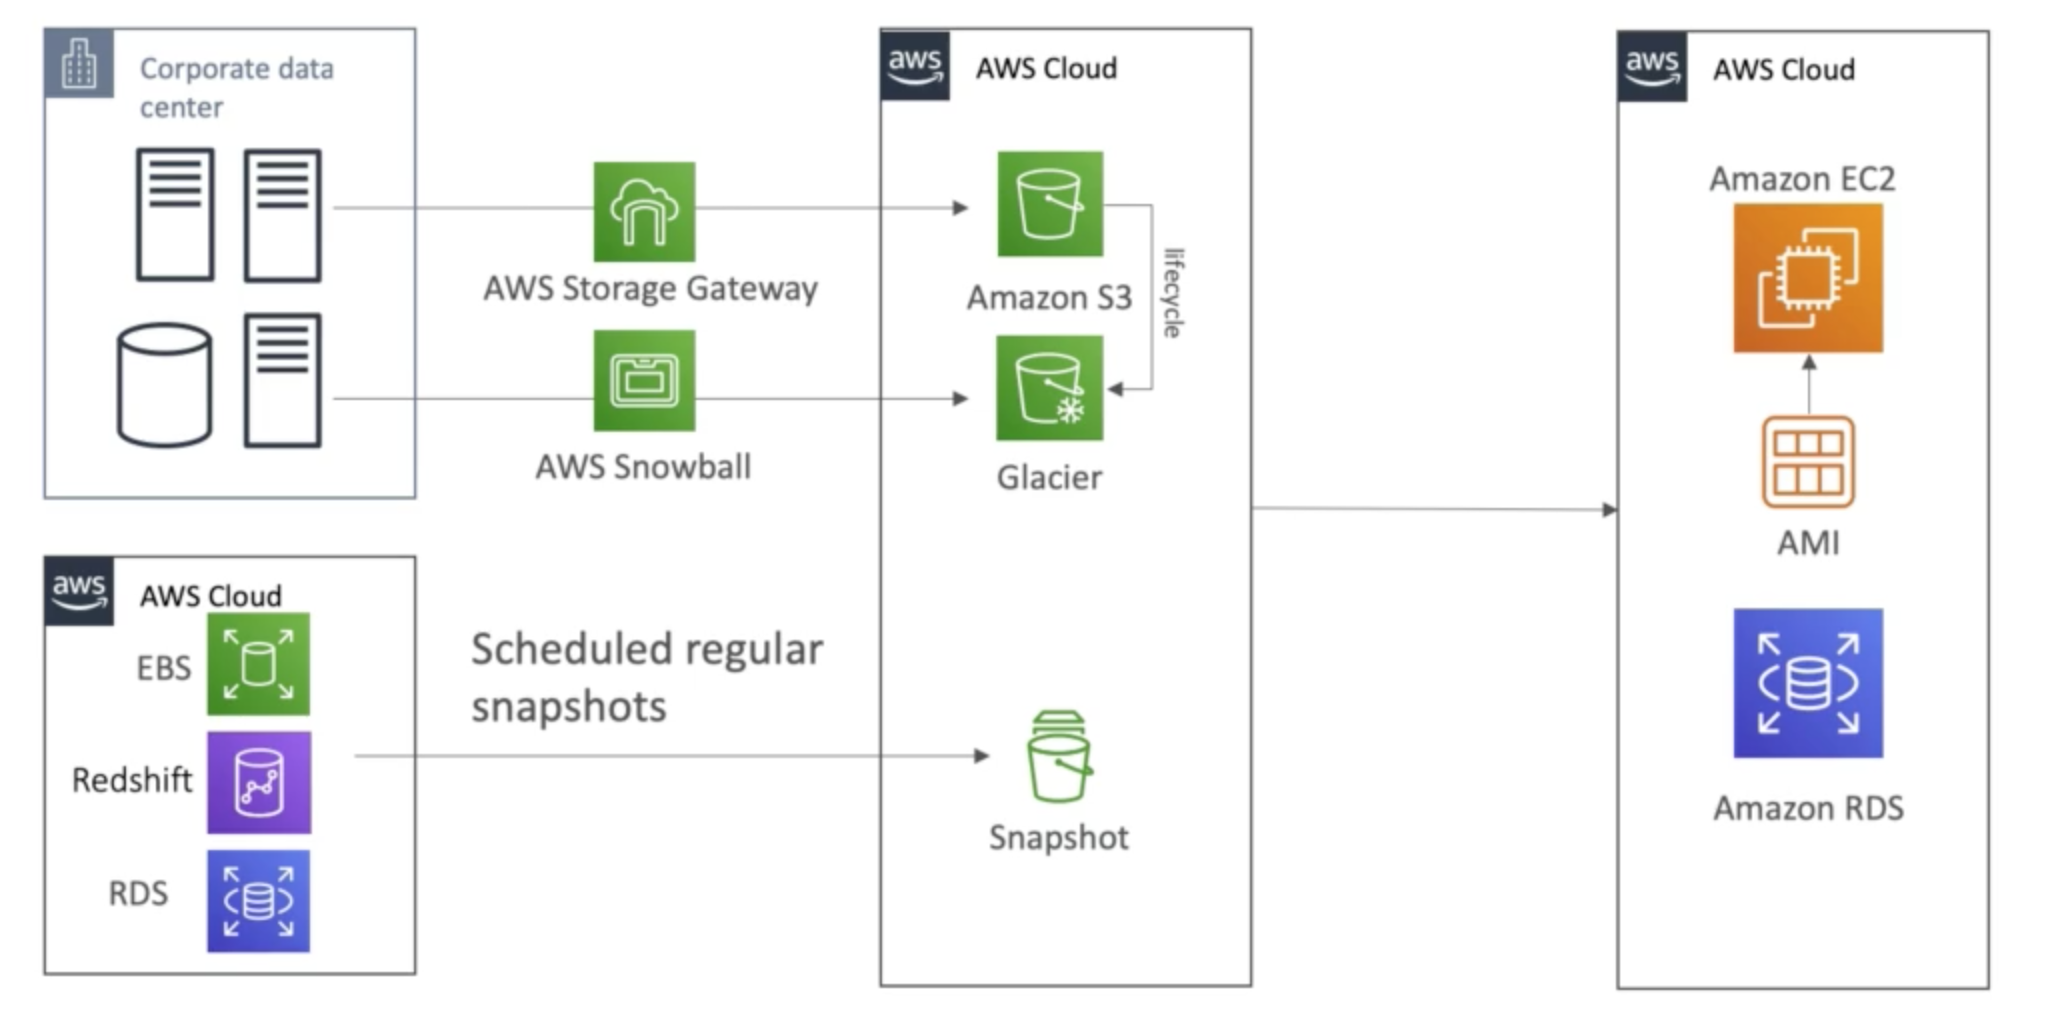 Corporate data
center
AWS Storage Gateway
AWS Snowball
aws
AWS Cloud
EBS
Redshift
RDS
Scheduled regular
snapshots
aws
AWS Cloud
Amazon S3
lifecycle
Glacier
Snapshot
aws
AWS Cloud
Amazon EC2
AMI
Amazon RDS